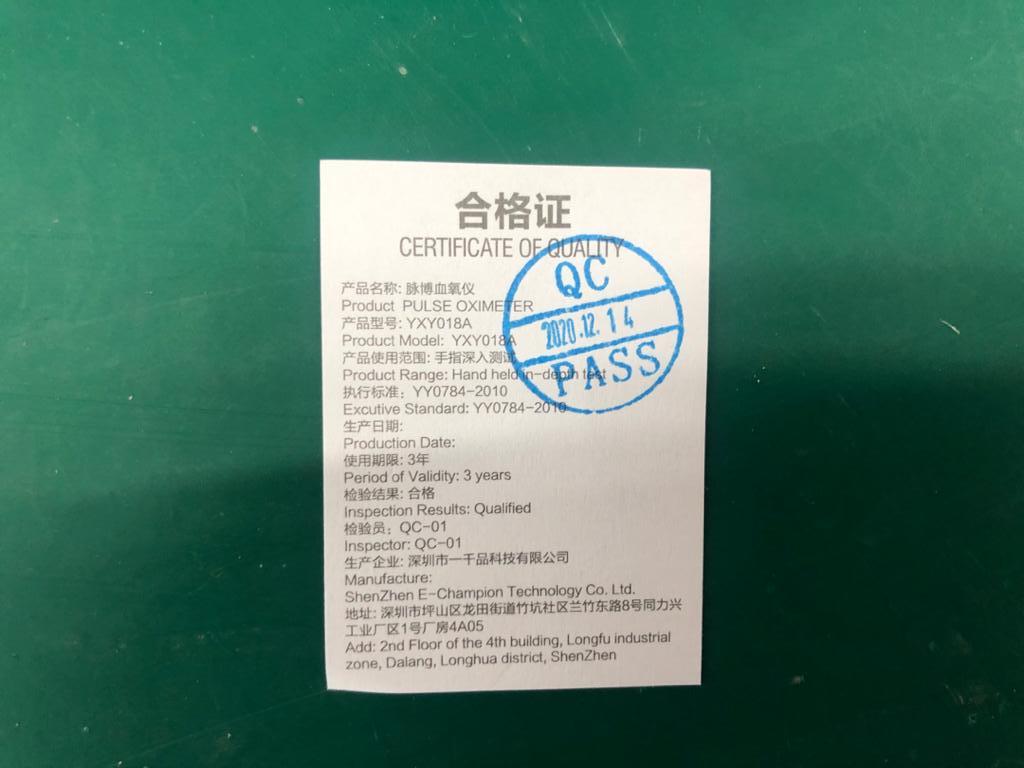 合格证
CERTIFICATE OF QUALITY
产品名称: 脉博血氧仪
Product PULSE OXIMETER
产品型号: YXY018A
Product Model: YXY018A
产品使用范围: 手指深入测试
Product Range: Hand held in-depth test
执行标准: YY0784-2010
Excutive Standard: YY0784-2010
生产日期:
Production Date:
使用期限: 3年
Period of Validity: 3 years
检验结果: 合格
Inspection Results: Qualified
检验员: QC-01
Inspector: QC-01
生产企业: 深圳市一千品科技有限公司
Manufacture:
ShenZhen E-Champion Technology Co. Ltd.
地址: 深圳市坪山区龙田街道竹坑社区兰竹东路8号同力兴
工业厂区1号厂房4A05
Add: 2nd Floor of the 4th building, Longfu industrial
zone, Dalang, Longhua district, ShenZhen
QC
2020.12.14
PASS